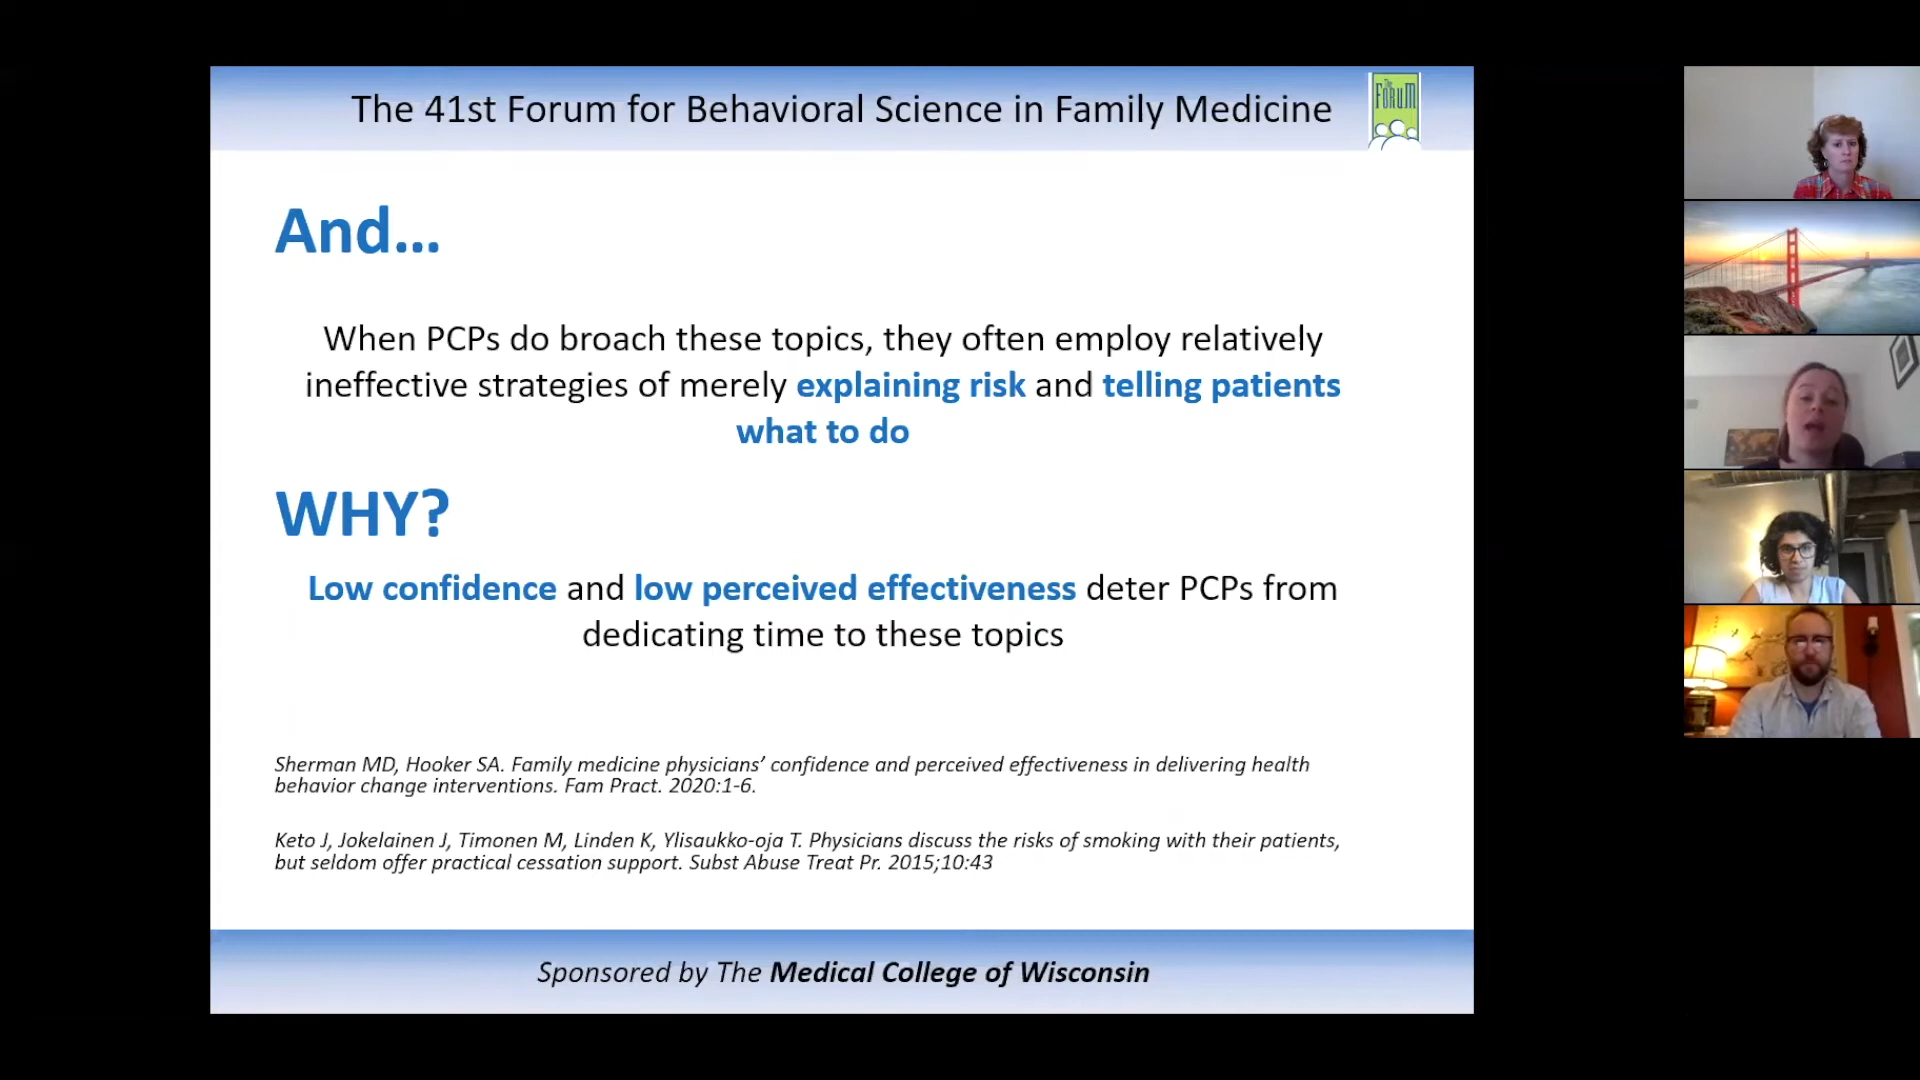 The 41st Forum for Behavioral Science in Family Medicine
The
FORUM
And...
When PCPs do broach these topics, they often employ relatively
ineffective strategies of merely explaining risk and telling patients
what to do
WHY?
Low confidence and low perceived effectiveness deter PCPs from
dedicating time to these topics
Sherman MD, Hooker SA. Family medicine physicians’ confidence and perceived effectiveness in delivering health
behavior change interventions. Fam Pract. 2020:1-6.
Keto J, Jokelainen J, Timonen M, Linden K, Ylisaukko-oja T. Physicians discuss the risks of smoking with their patients,
but seldom offer practical cessation support. Subst Abuse Treat Pr. 2015;10:43
Sponsored by The Medical College of Wisconsin